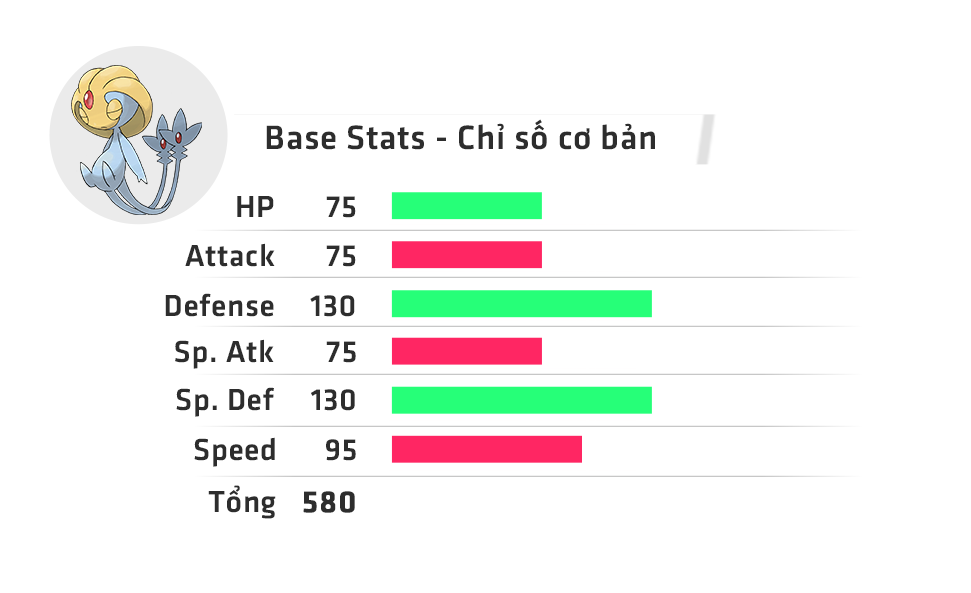 Base Stats - Chỉ số cơ bản
HP 75
Attack 75
Defense 130
Sp. Atk 75
Sp. Def 130
Speed 95
Tổng 580